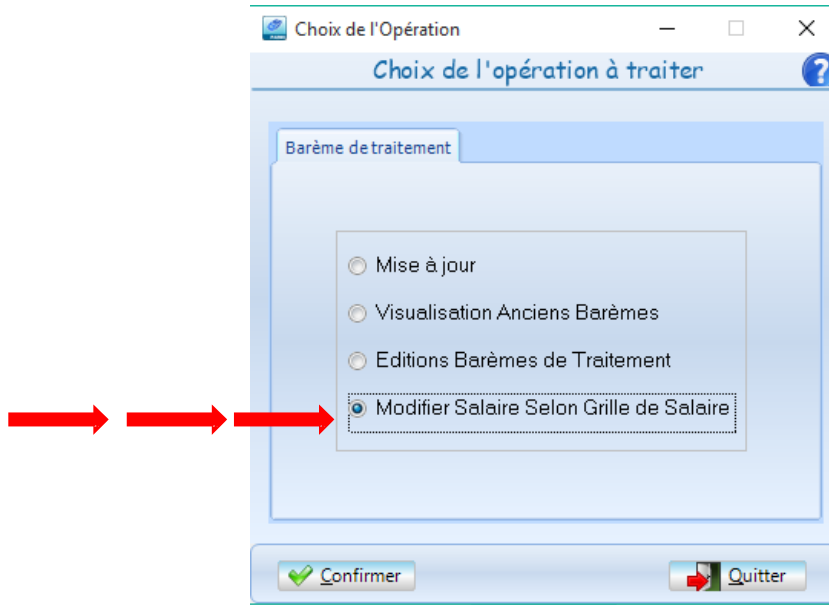 Choix de l'Opération
Choix de l'opération à traiter
Barème de traitement
Mise à jour
Visualisation Anciens Barèmes
Editions Barèmes de Traitement
Modifier Salaire Selon Grille de Salaire
Confirmer Quitter